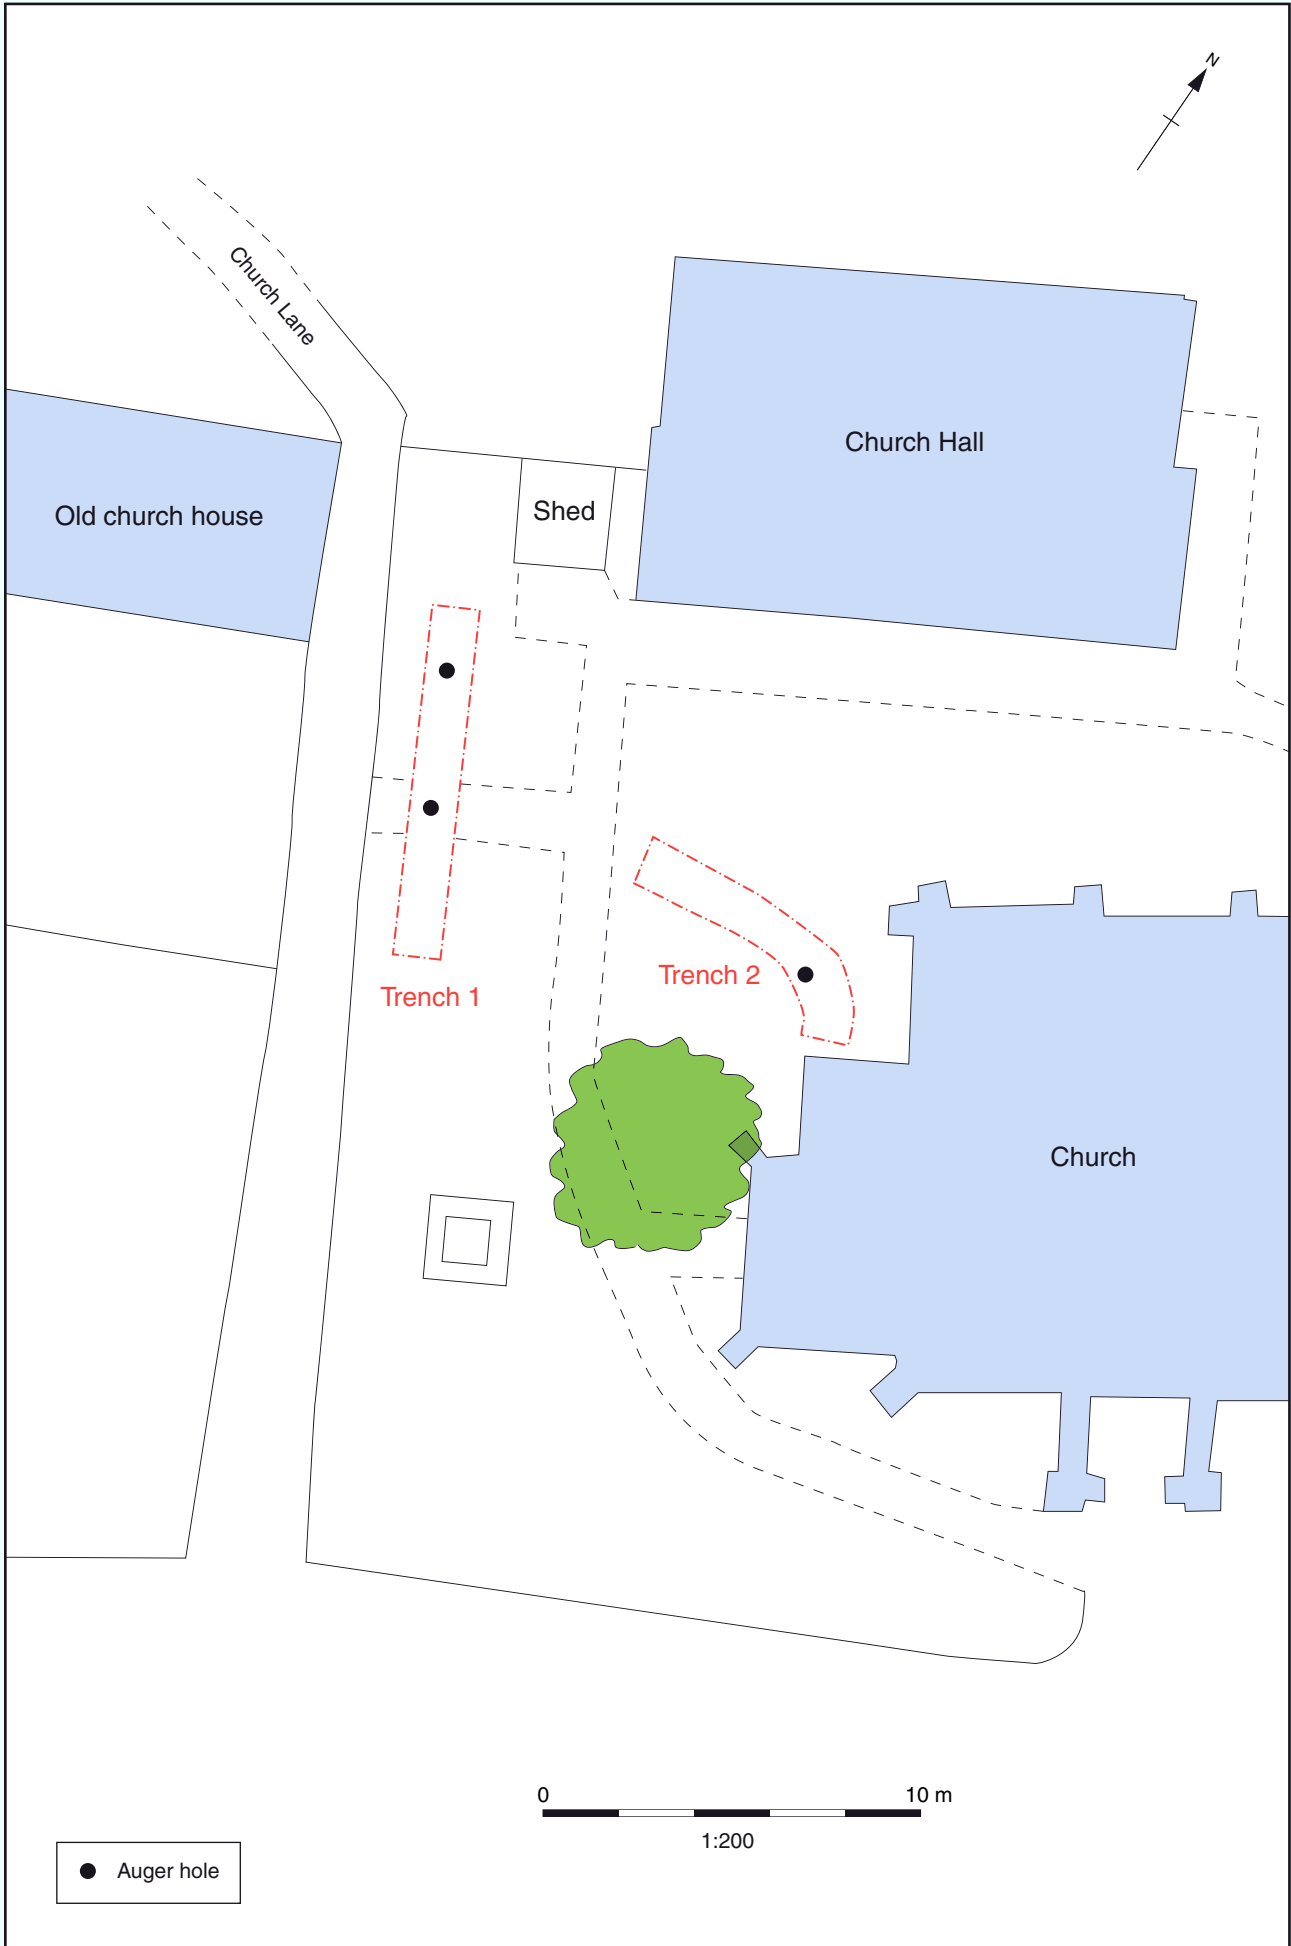 N
Church Lane
Church Hall
Old church house
Shed
Trench 2
Trench 1
Church
0 10 m
1:200
Auger hole